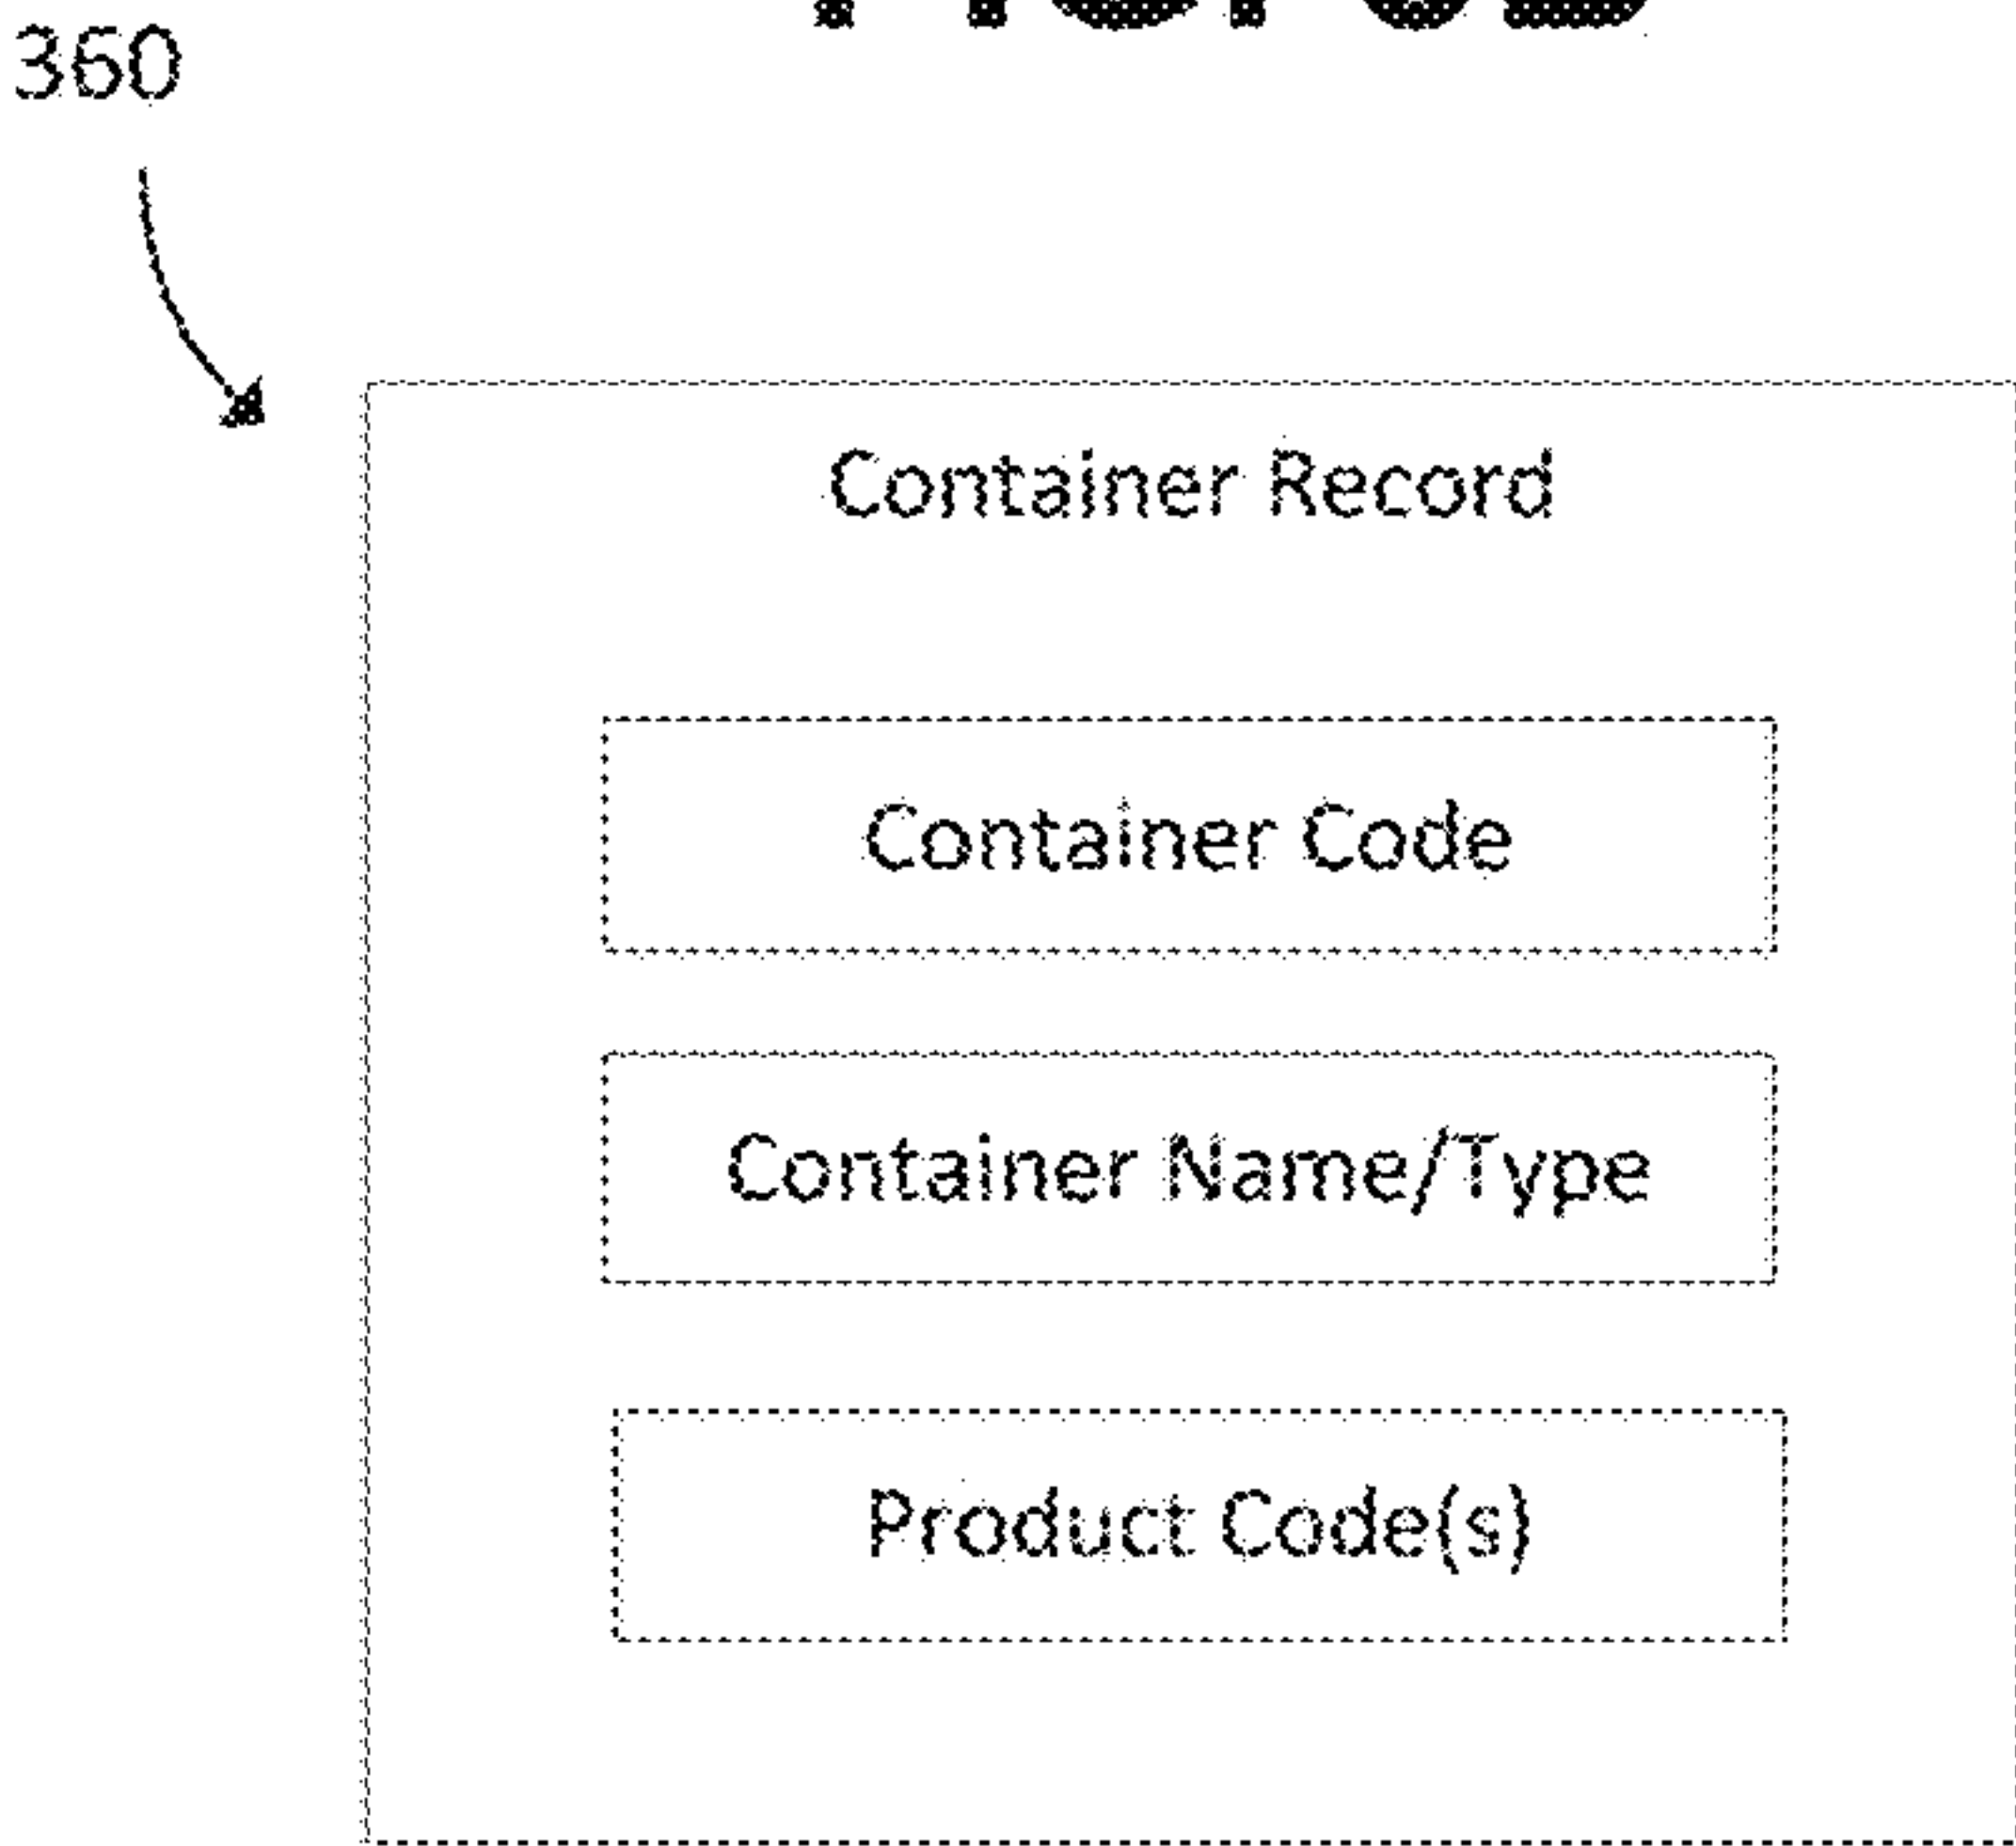 360
Container Record
Container Code
Container Name/Type
Product Code(s)